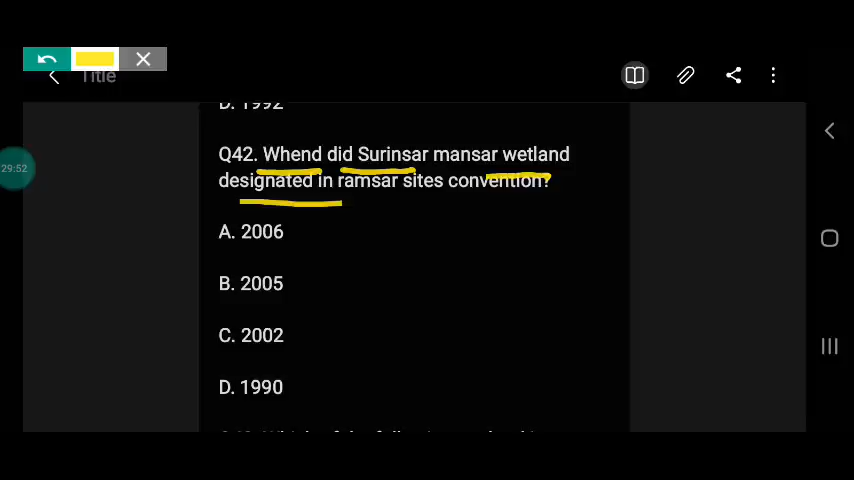 Title
D. 1992
Q42. Whend did Surinsar mansar wetland
designated in ramsar sites convention?
29:52
A. 2006
B. 2005
C. 2002
D. 1990